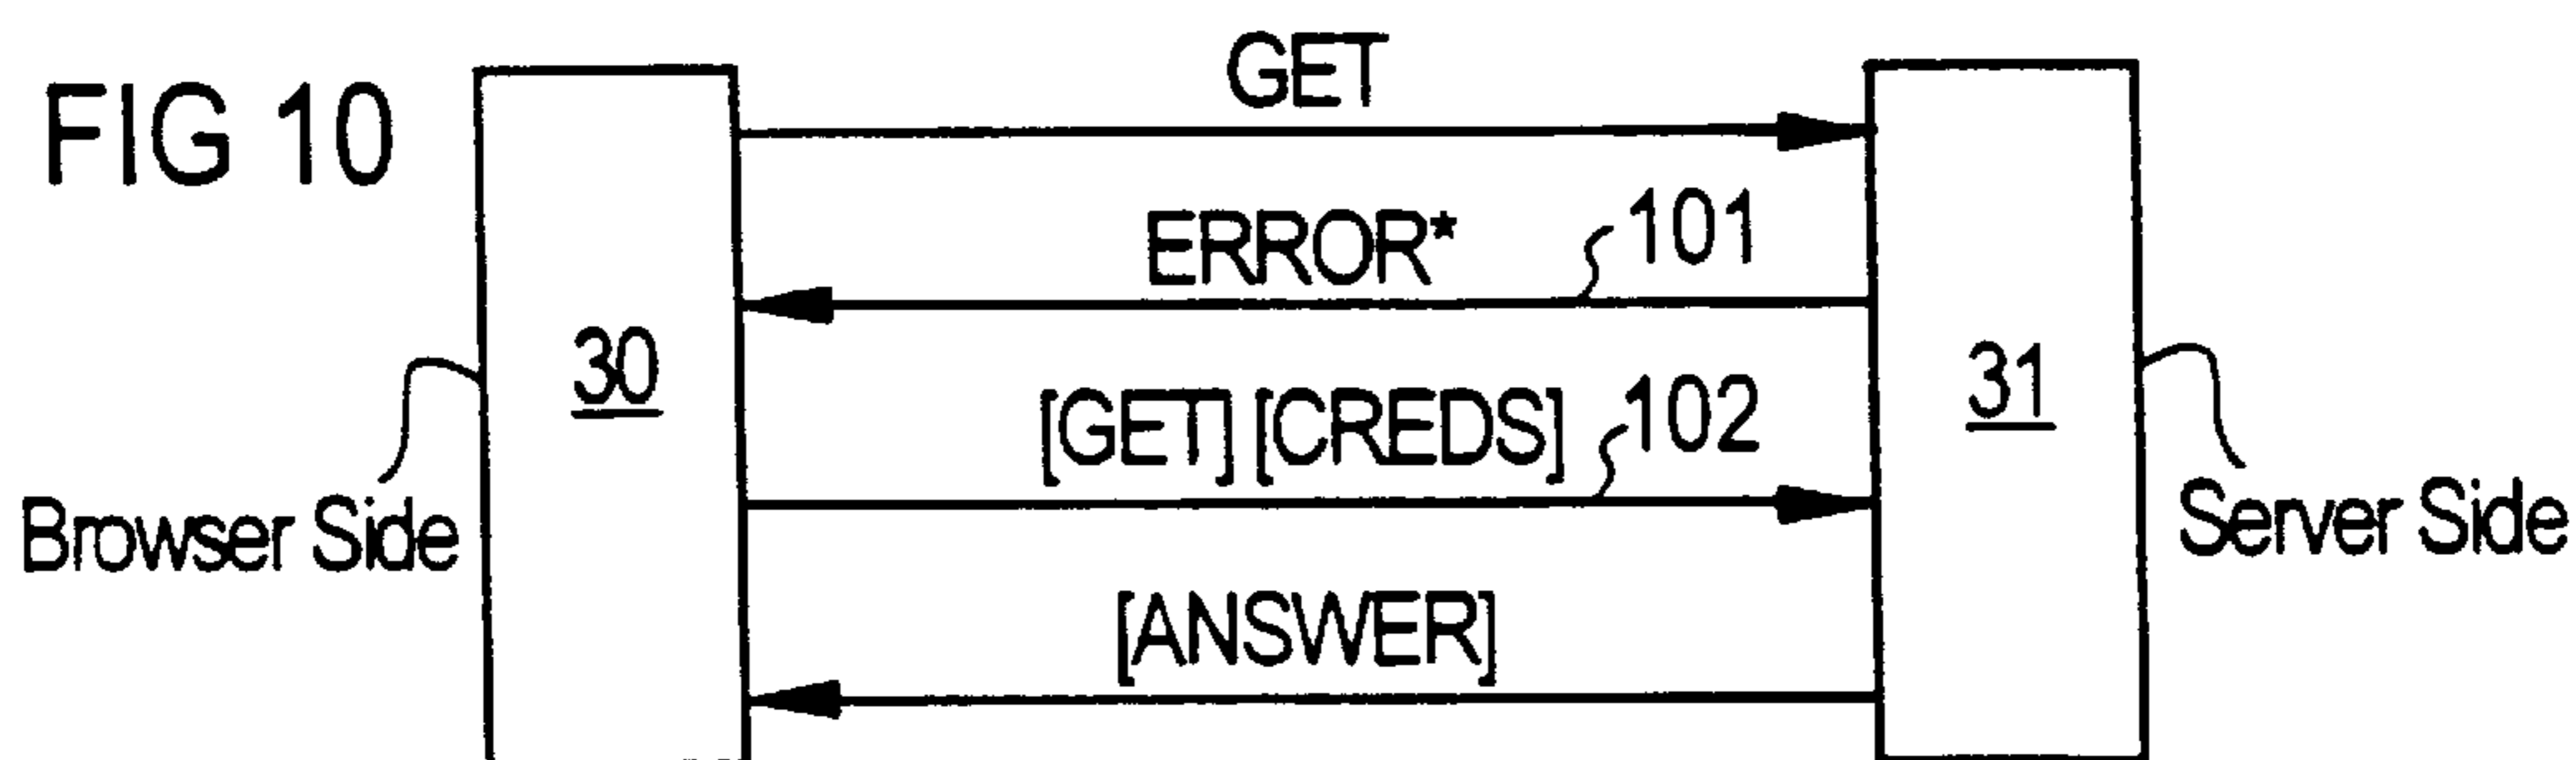 FIG 10
GET
ERROR*
101
30
31
[GET] [CREDS]
102
Browser Side
Server Side
[ANSWER]